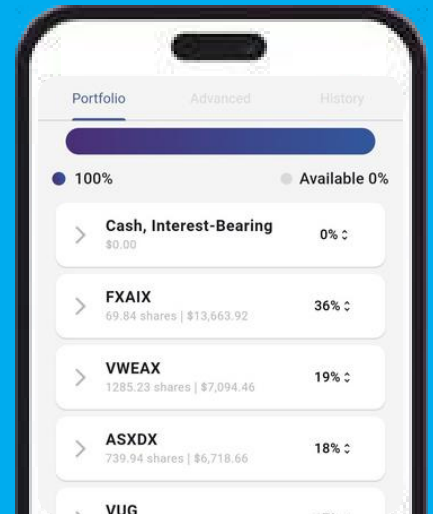 Portfolio
Advanced
History
100%
Available 0%
Cash, Interest-Bearing
0%
$0.00
FXAIX
36%
69.84 shares | $13,663.92
VWEAX
19%
1285.23 shares | $7,094.46
ASXDX
18%
739.94 shares | $6,718.66
VUG